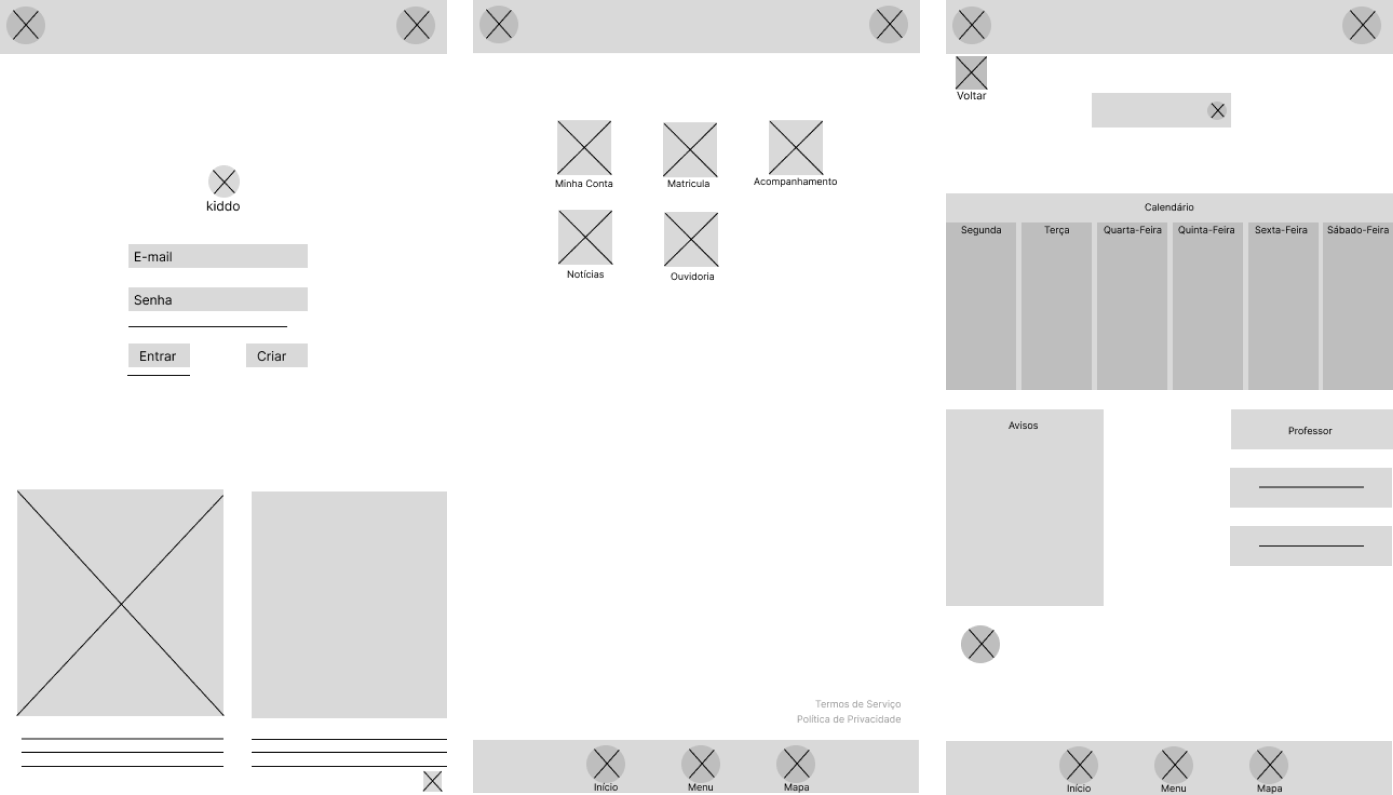 kiddo
E-mail
Senha
Entrar
Criar
Minha Conta
Matricula
Acompanhamento
Notícias
Ouvidoria
Termos de Serviço
Política de Privacidade
Início
Menu
Mapa
Voltar
Calendário
Segunda
Terça
Quarta-Feira
Quinta-Feira
Sexta-Feira
Sábado-Feira
Avisos
Professor
Início
Menu
Mapa